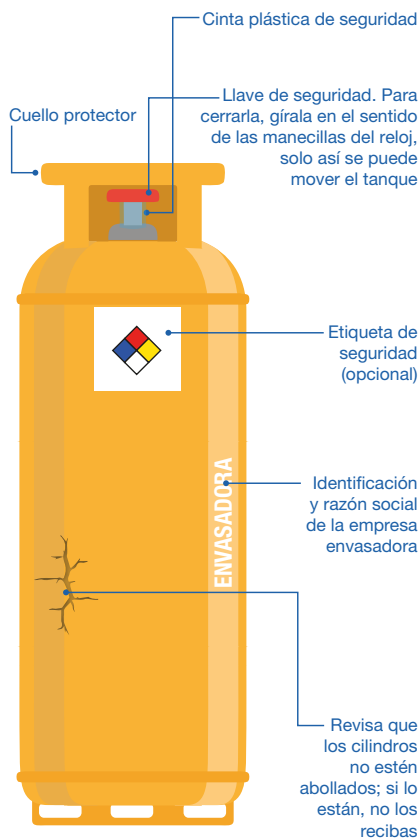 Cinta plástica de seguridad
Llave de seguridad. Para
cerrarla, gírala en el sentido
de las manecillas del reloj,
solo así se puede
mover el tanque
Cuello protector
Etiqueta de
seguridad
(opcional)
Identificación
y razón social
de la empresa
envasadora
ENVASADORA
Revisa que
los cilindros
no estén
abollados; si lo
están, no los
recibas